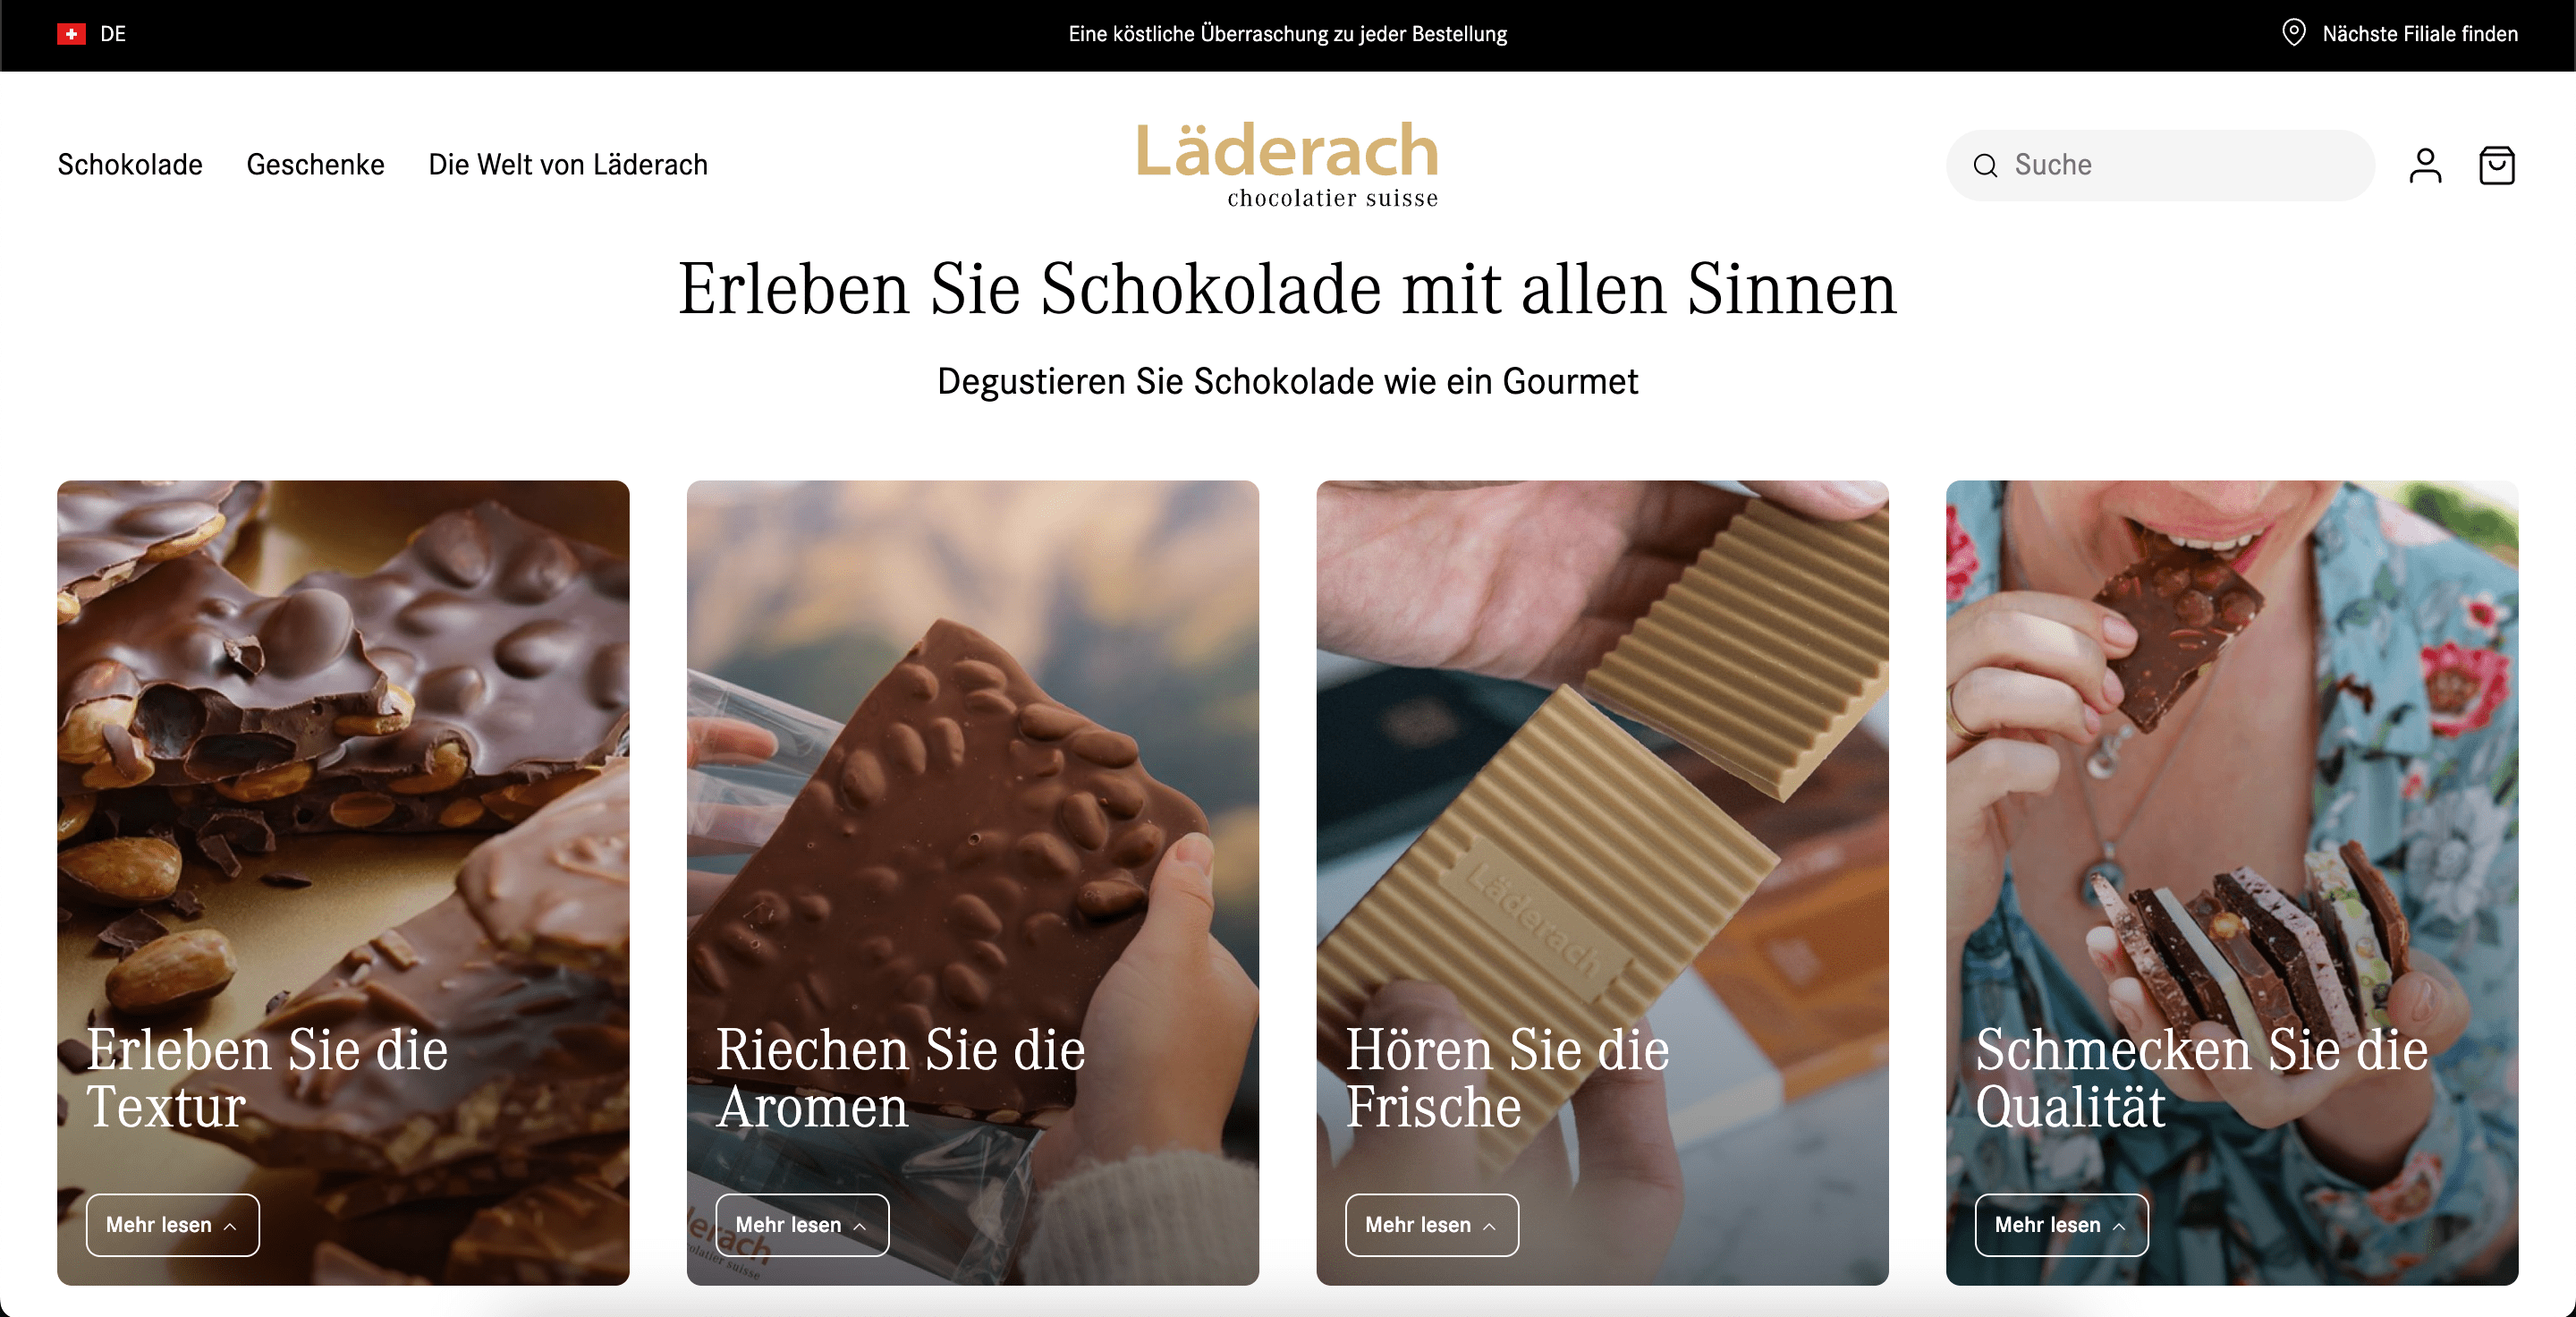 DE
Eine köstliche Überraschung zu jeder Bestellung
Nächste Filiale finden
Schokolade
Geschenke
Die Welt von Läderach
Läderach
chocolatier suisse
Suche
Erleben Sie Schokolade mit allen Sinnen
Degustieren Sie Schokolade wie ein Gourmet
Erleben Sie die
Textur
Mehr lesen
Riechen Sie die
Aromen
Mehr lesen
Läderach
Hören Sie die
Frische
Mehr lesen
Schmecken Sie die
Qualität
Mehr lesen